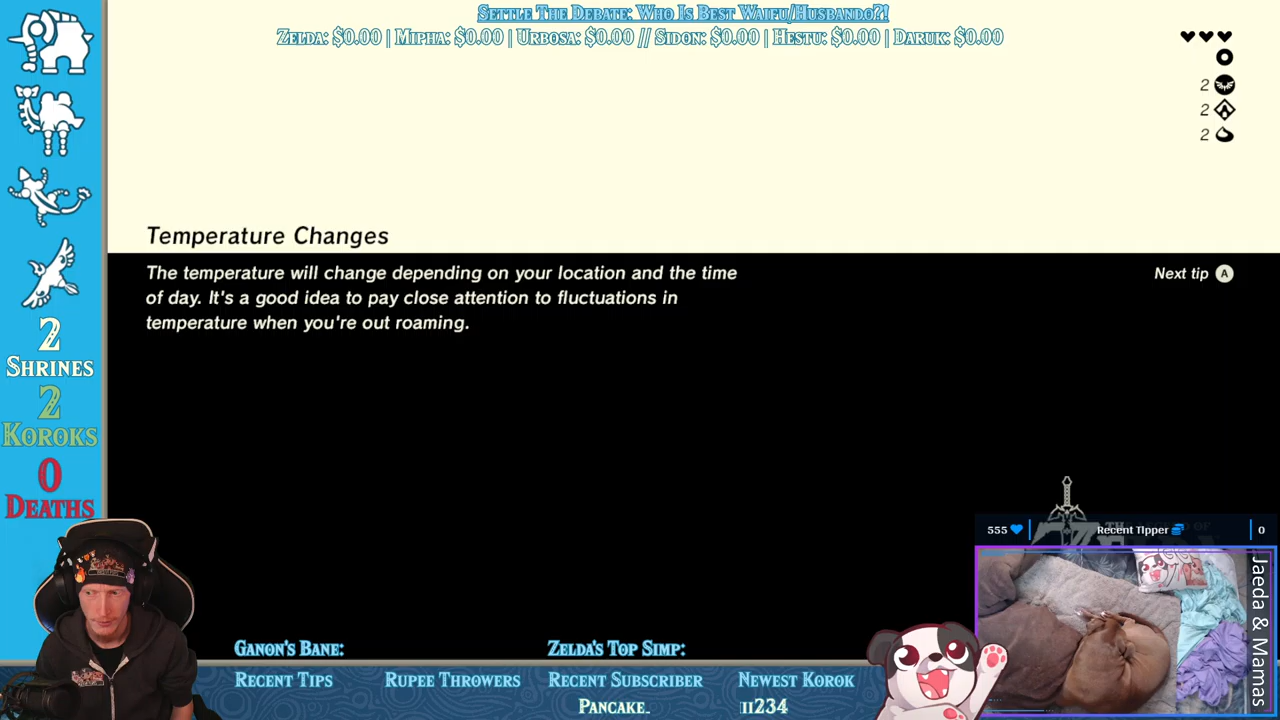 Settle The Debate: Who Is Best Waifu/Husbando?!
Zelda: $0.00 | Mipha: $0.00 | Urbosa: $0.00 // Sidon: $0.00 | Hestu: $0.00 | Daruk: $0.00
2
2
2
Temperature Changes
The temperature will change depending on your location and the time
of day. It's a good idea to pay close attention to fluctuations in
temperature when you're out roaming.
Next tip A
2
Shrines
2
Koroks
0
Deaths
555
Recent Tipper
0
Jaeda & Mamas
Ganon's Bane:
Zelda's Top Simp:
Recent Tips
Rupee Throwers
Recent Subscriber
Newest Korok
Pancake
11234